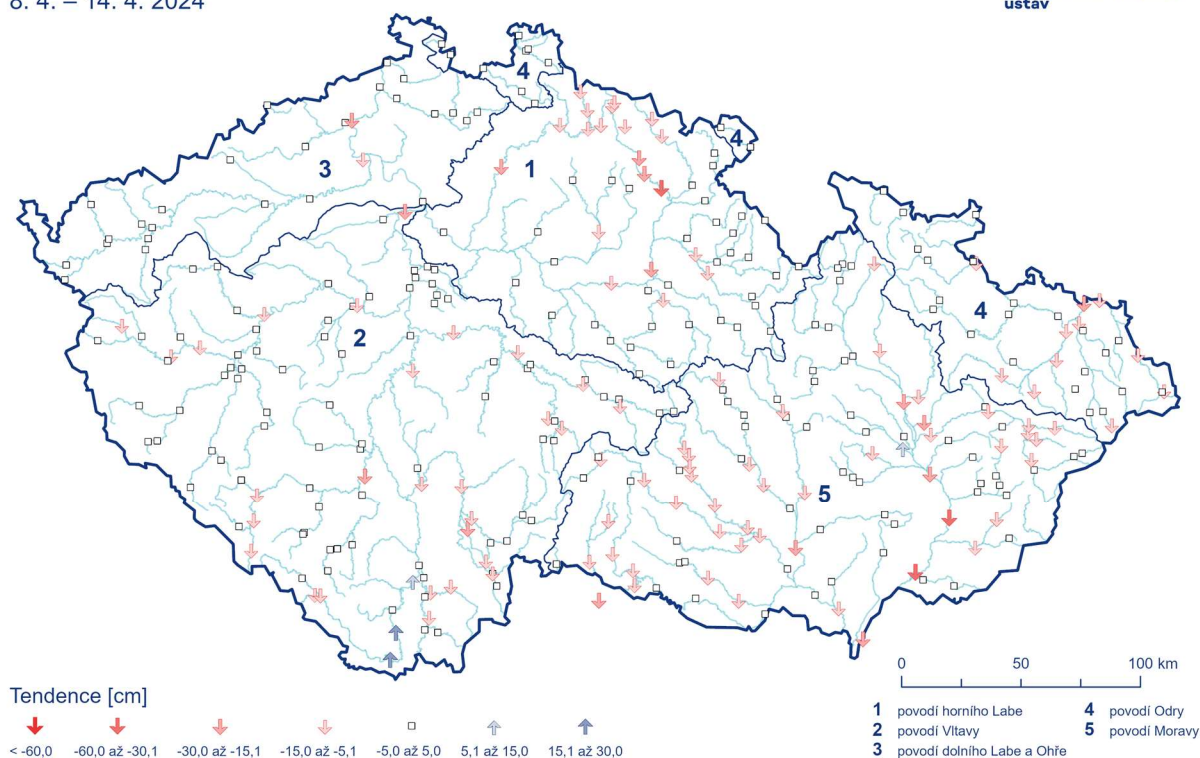 8. 4. – 14. 4. 2024
ústav
4
4
3
1
4
2
5
0 50 100 km
Tendence [cm]
< -60,0 -60,0 až -30,1 -30,0 až -15,1 -15,0 až -5,1 -5,0 až 5,0 5,1 až 15,0 15,1 až 30,0
1 povodí horního Labe
2 povodí Vltavy
3 povodí dolního Labe a Ohře
4 povodí Odry
5 povodí Moravy